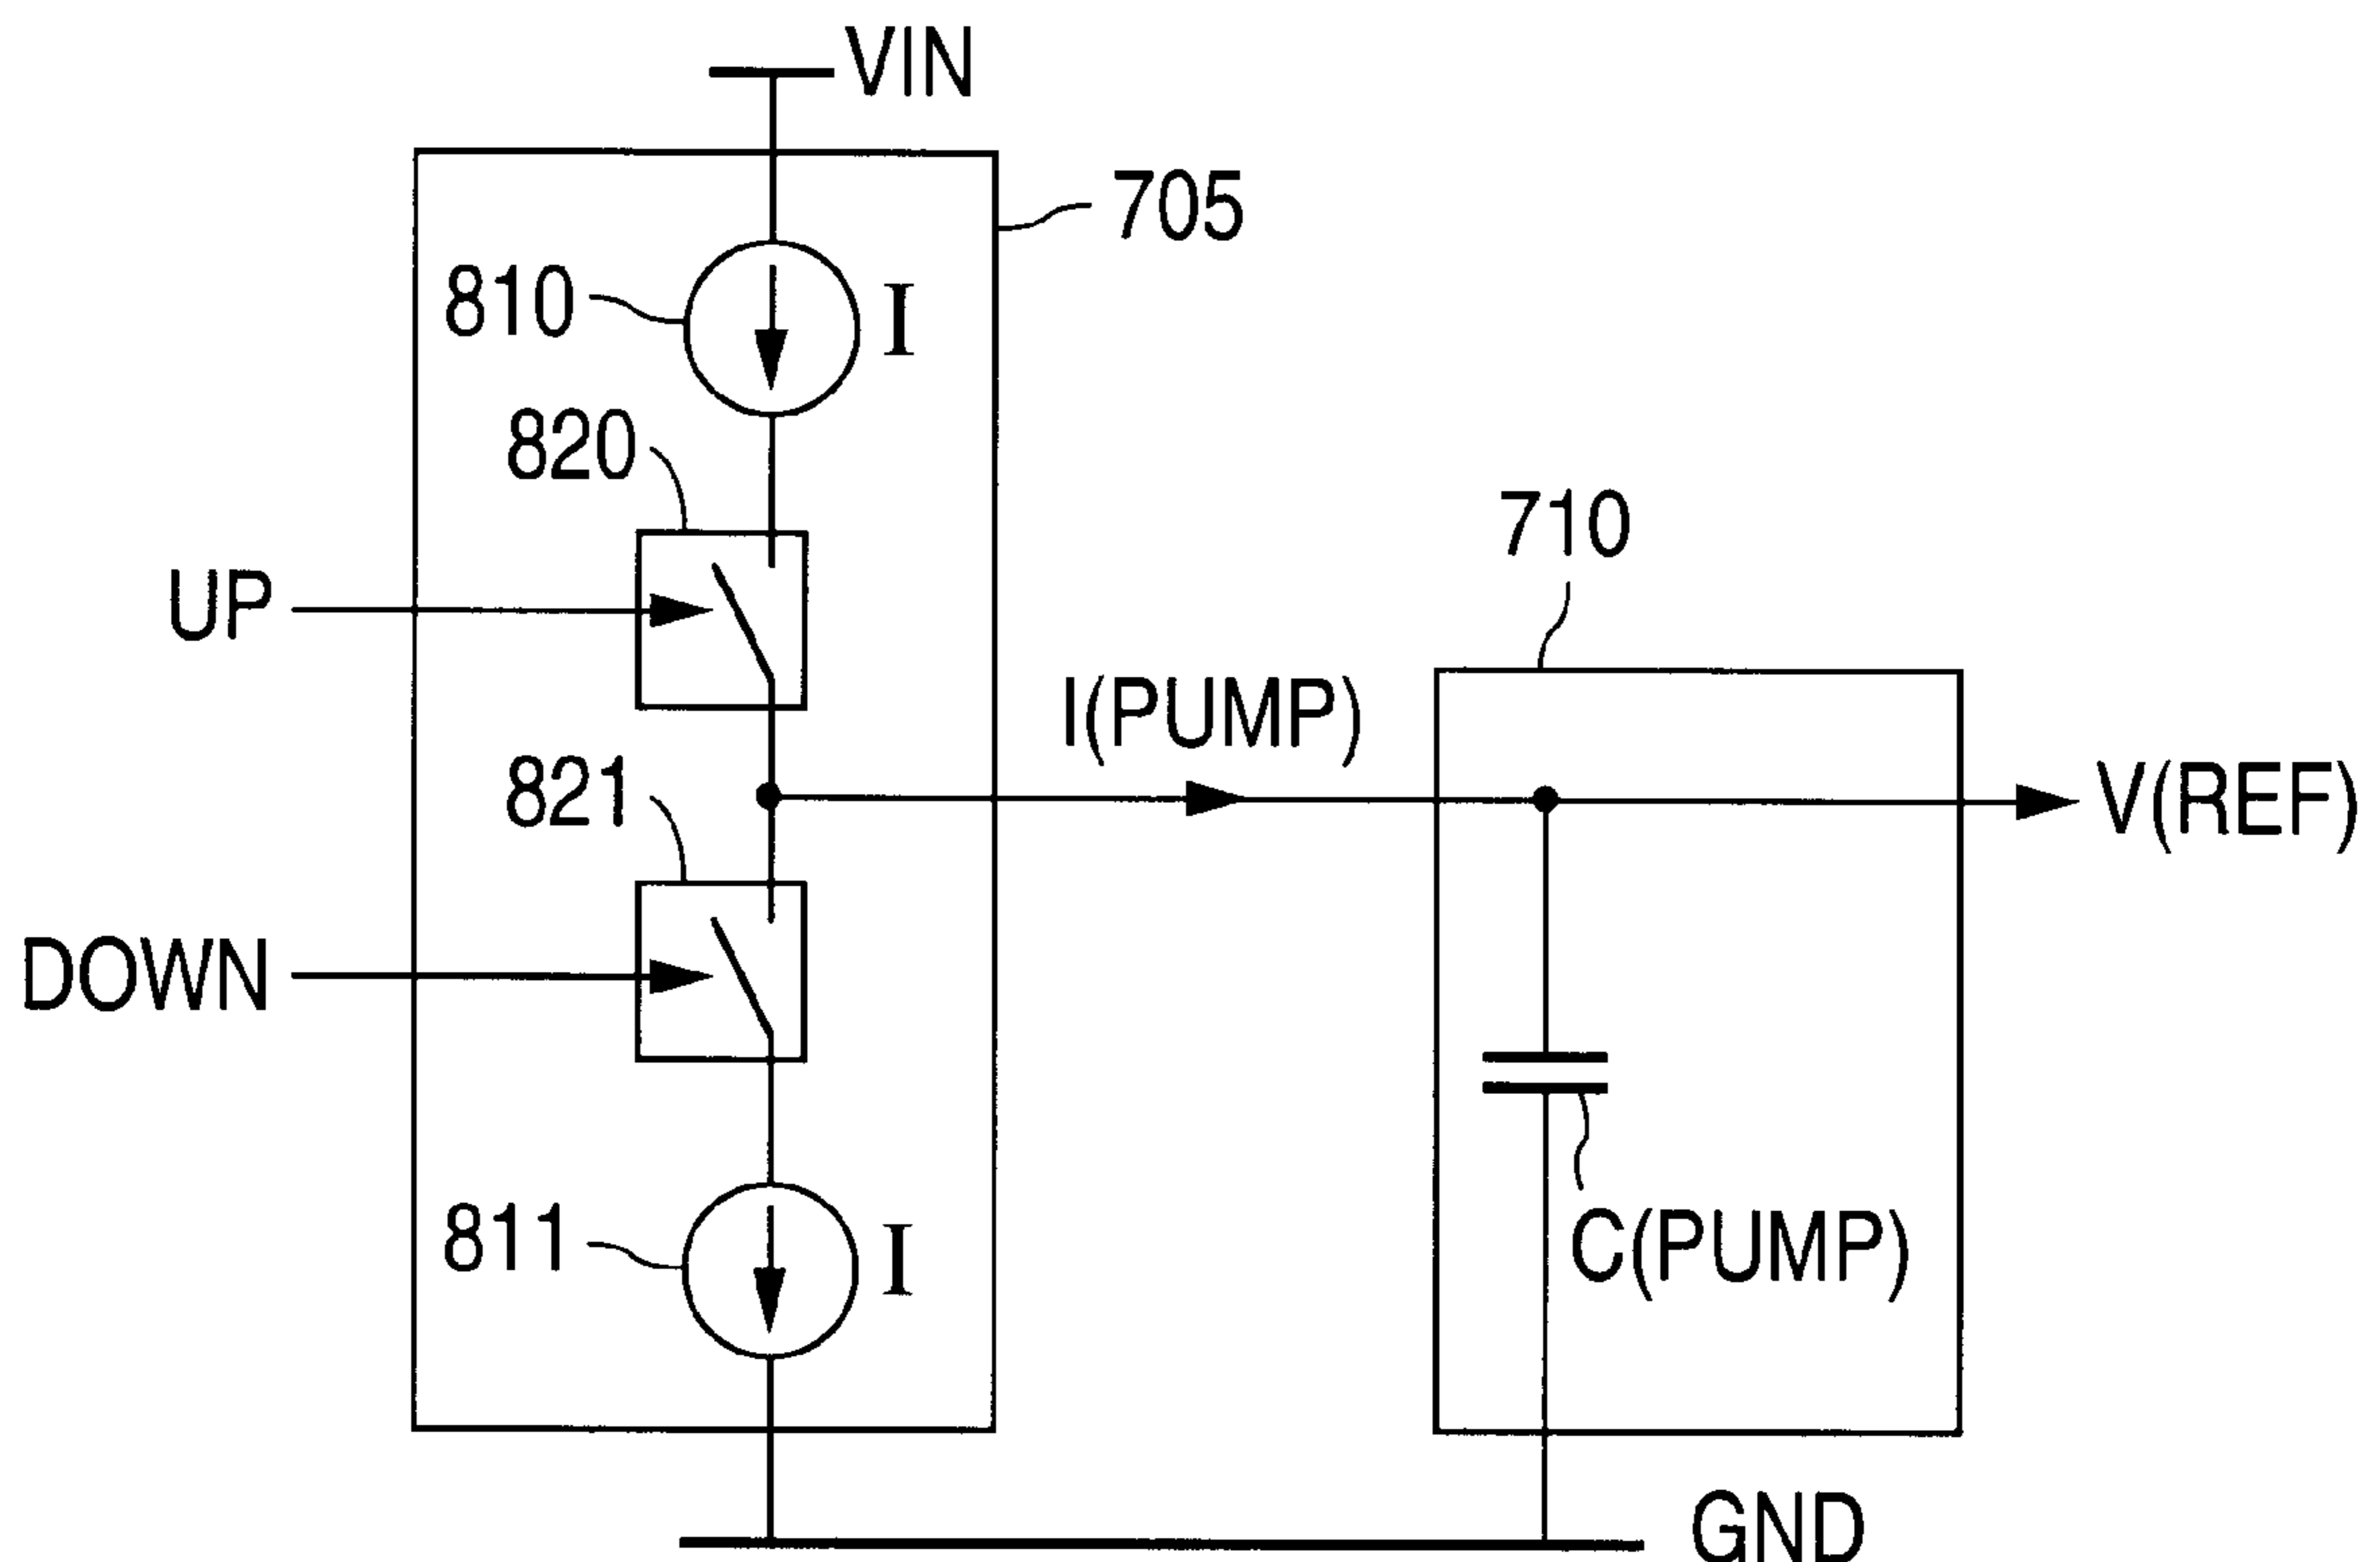 VIN
705
810
I
820
710
UP
I(PUMP)
821
V(REF)
DOWN
811
I
C(PUMP)
GND